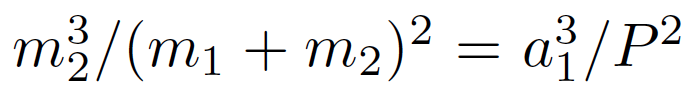 $m_2^3/(m_1 + m_2)^2 = a_1^3/P^2$